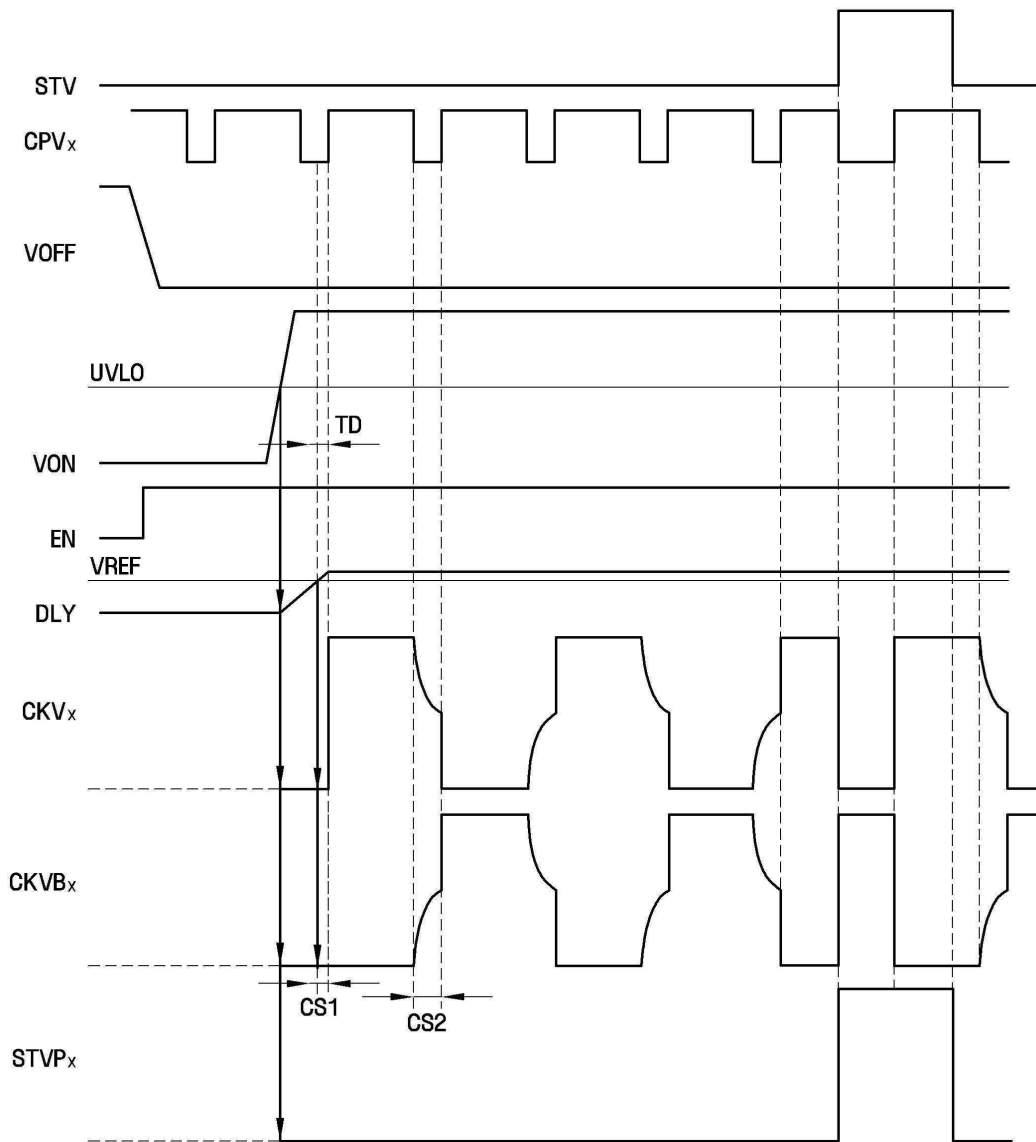 STV
CPVx
VOFF
UVLO
TD
VON
EN
VREF
DLY
CKVx
CKVBx
CS1
CS2
STVPx